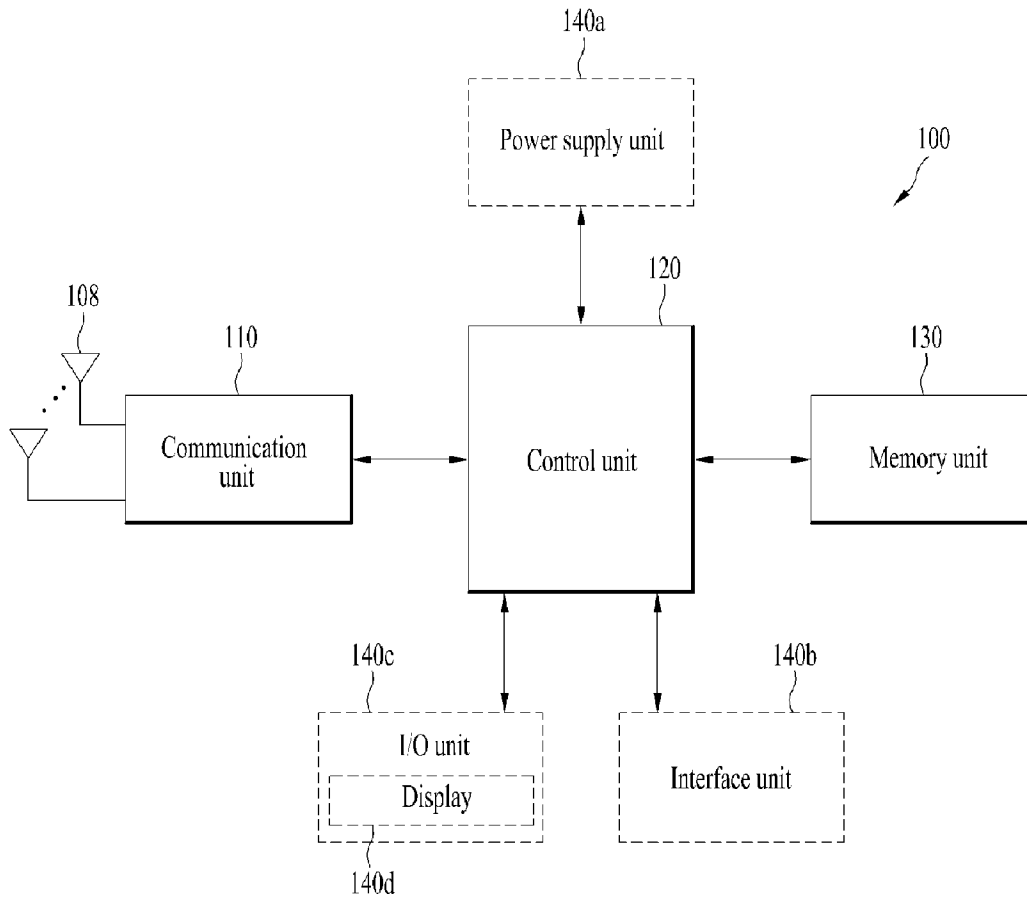 140a
Power supply unit
100
120
108
110
130
Communication
unit
Control unit
Memory unit
140c
140b
I/O unit
Display
Interface unit
140d